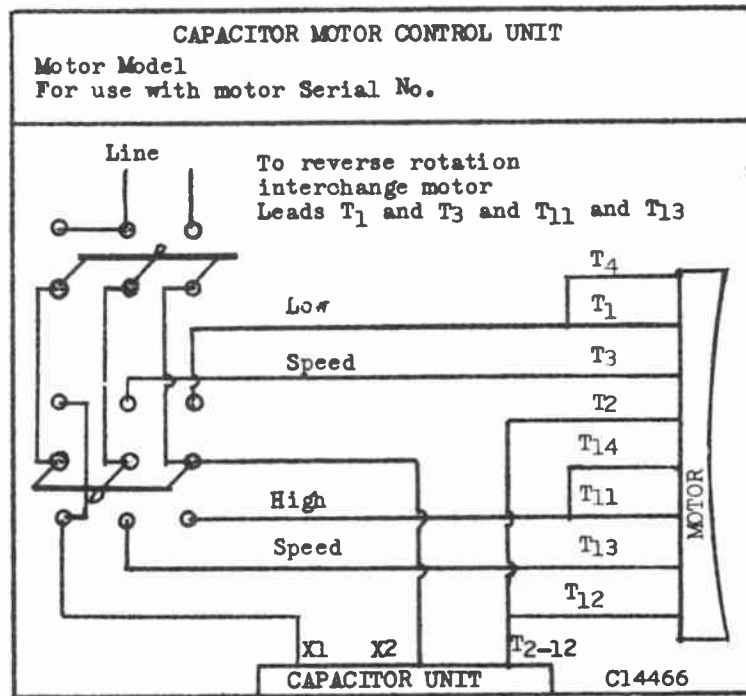 CAPACITOR MOTOR CONTROL UNIT
Motor Model
For use with motor Serial No.
Line
To reverse rotation
interchange motor
Leads T1 and T3 and T11 and T13
T4
Low
T1
Speed
T3
T2
T14
High
T11
MOTOR
Speed
T13
T12
X1
X2
T2-12
CAPACITOR UNIT
C14466